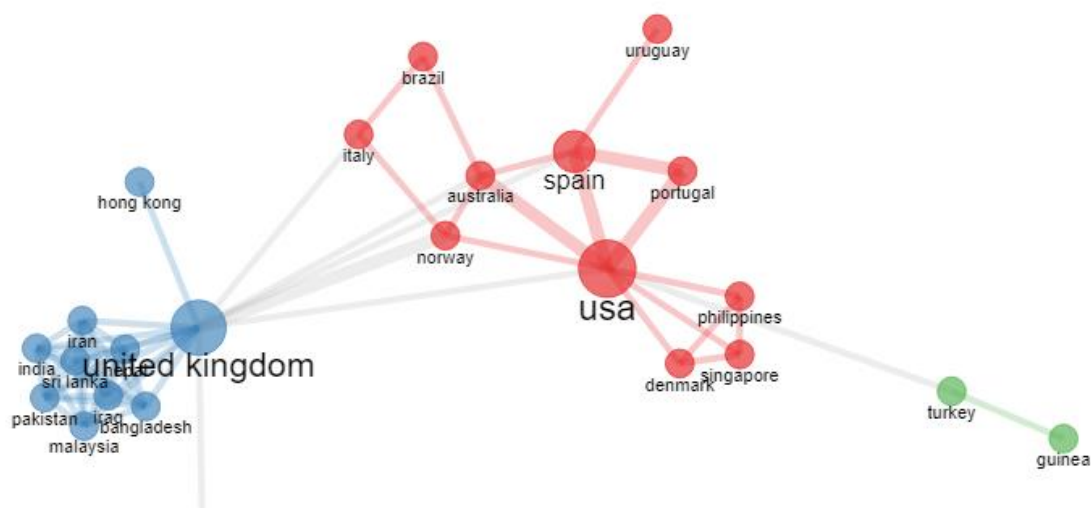 uruguay
brazil
italy
spain
australia
portugal
hong kong
norway
usa
philippines
iran
united kingdom
india
nepal
sri lanka
singapore
denmark
turkey
pakistan
iraq
bangladesh
malaysia
guinea